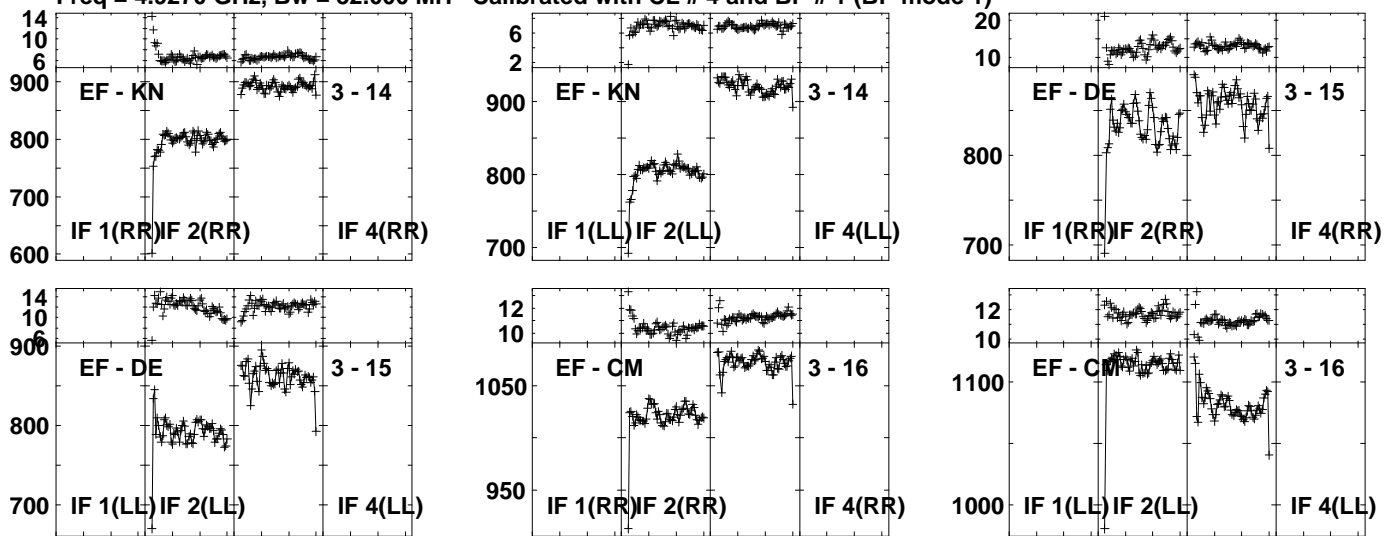 Calibrated with CL # 4 and BP # 1 (BP mode 1)
14
10
6
EF - KN
3 - 14
900
800
700
600
IF 1(RR)
IF 2(RR)
IF 4(RR)
6
2
EF - KN
3 - 14
900
800
700
IF 1(LL)
IF 2(LL)
IF 4(LL)
20
10
EF - DE
3 - 15
800
700
IF 1(RR)
IF 2(RR)
IF 4(RR)
14
10
6
EF - DE
3 - 15
900
800
700
IF 1(LL)
IF 2(LL)
IF 4(LL)
12
10
EF - CM
3 - 16
1050
950
IF 1(RR)
IF 2(RR)
IF 4(RR)
12
10
EF - CM
3 - 16
1100
1000
IF 1(LL)
IF 2(LL)
IF 4(LL)